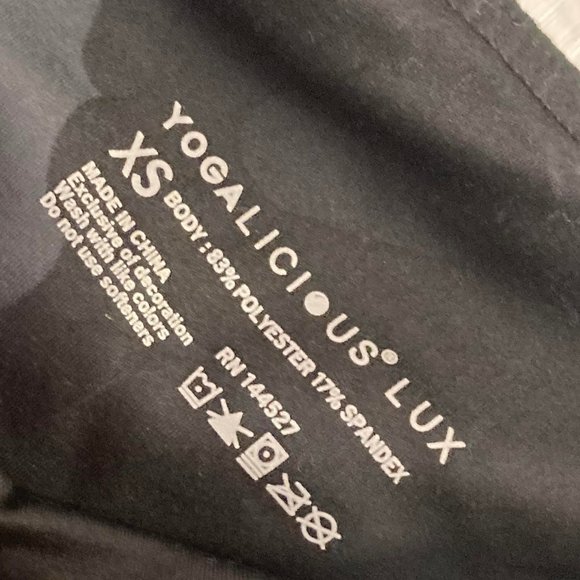 YOGALICIOUS® LUX
XS
BODY : 83% POLYESTER 17% SPANDEX
MADE IN CHINA
Exclusive of decoration
Wash with like colors
Do not use softeners
RN 144527